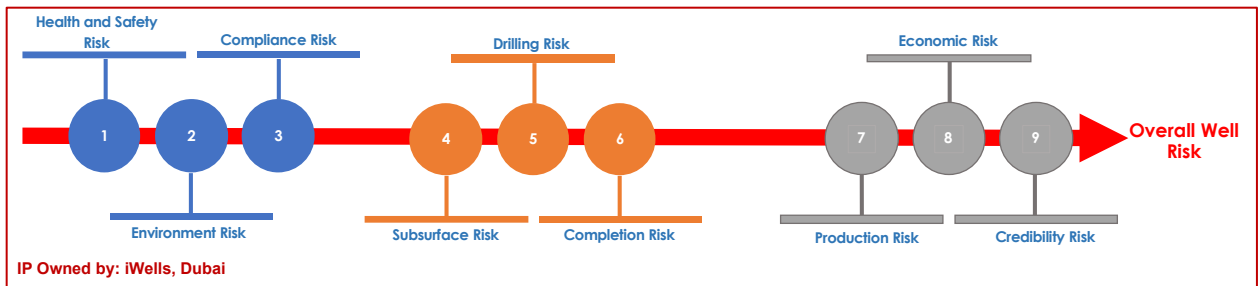 Health and Safety
Risk
Compliance Risk
Drilling Risk
Economic Risk
1
2
3
4
5
6
7
8
9
Overall Well
Risk
Environment Risk
Subsurface Risk
Completion Risk
Production Risk
Credibility Risk
IP Owned by: iWells, Dubai